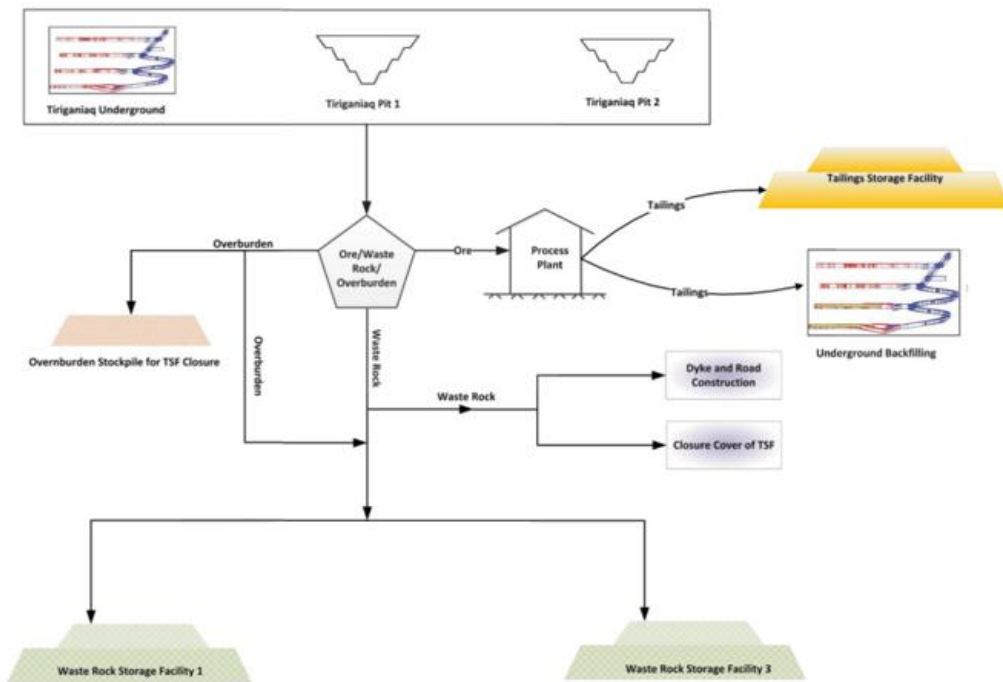 Tiriganiaq Underground
Tiriganiaq Pit 1
Tiriganiaq Pit 2
Tailings Storage Facility
Tailings
Overburden
Ore/Waste
Rock/
Overburden
Ore
Process
Plant
Tailings
Underground Backfilling
Overnburden Stockpile for TSF Closure
Overburden
Waste Rock
Dyke and Road
Construction
Waste Rock
Closure Cover of TSF
Waste Rock Storage Facility 1
Waste Rock Storage Facility 3